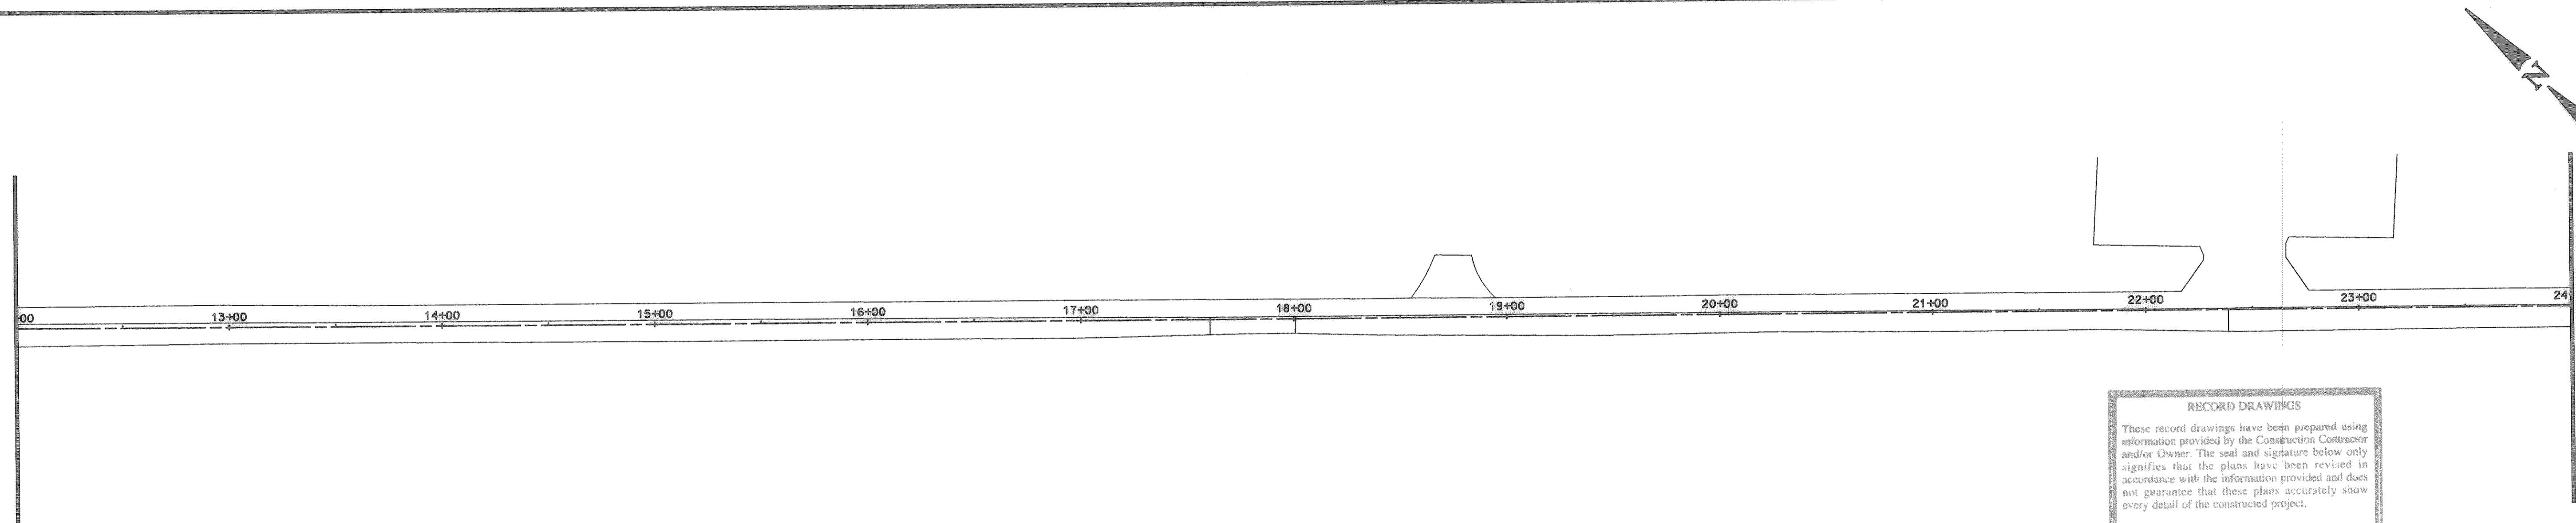 N
00
13+00
14+00
15+00
16+00
17+00
18+00
19+00
20+00
21+00
22+00
23+00
24+
RECORD DRAWINGS
These record drawings have been prepared using
information provided by the Construction Contractor
and/or Owner. The seal and signature below only
signifies that the plans have been revised in
accordance with the information provided and does
not guarantee that these plans accurately show
every detail of the constructed project.